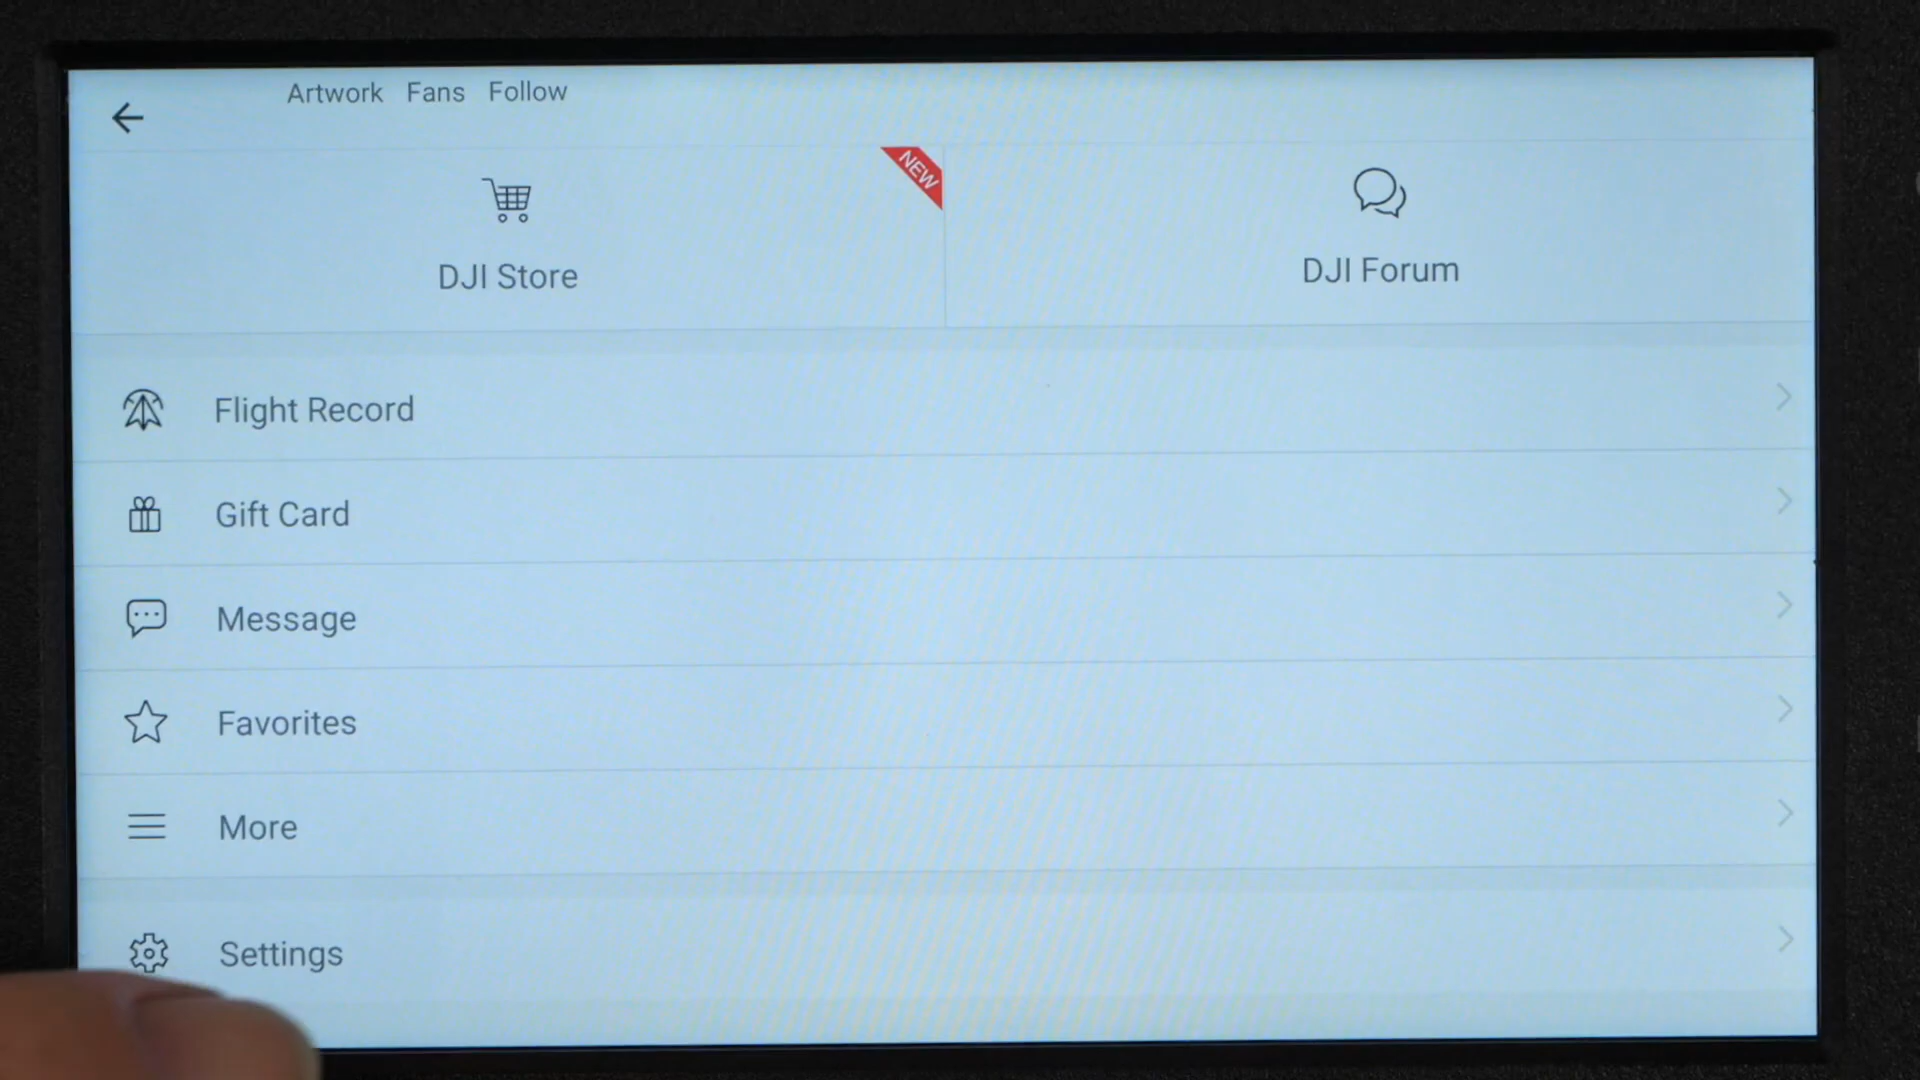 Artwork Fans Follow
NEW
DJI Store
DJI Forum
Flight Record
Gift Card
Message
Favorites
More
Settings